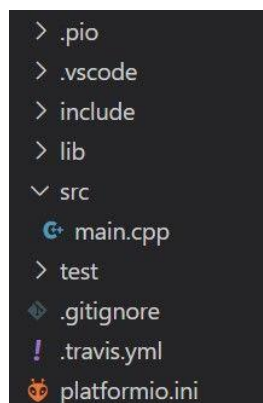 .pio
.vscode
include
lib
src
main.cpp
test
.gitignore
.travis.yml
platformio.ini